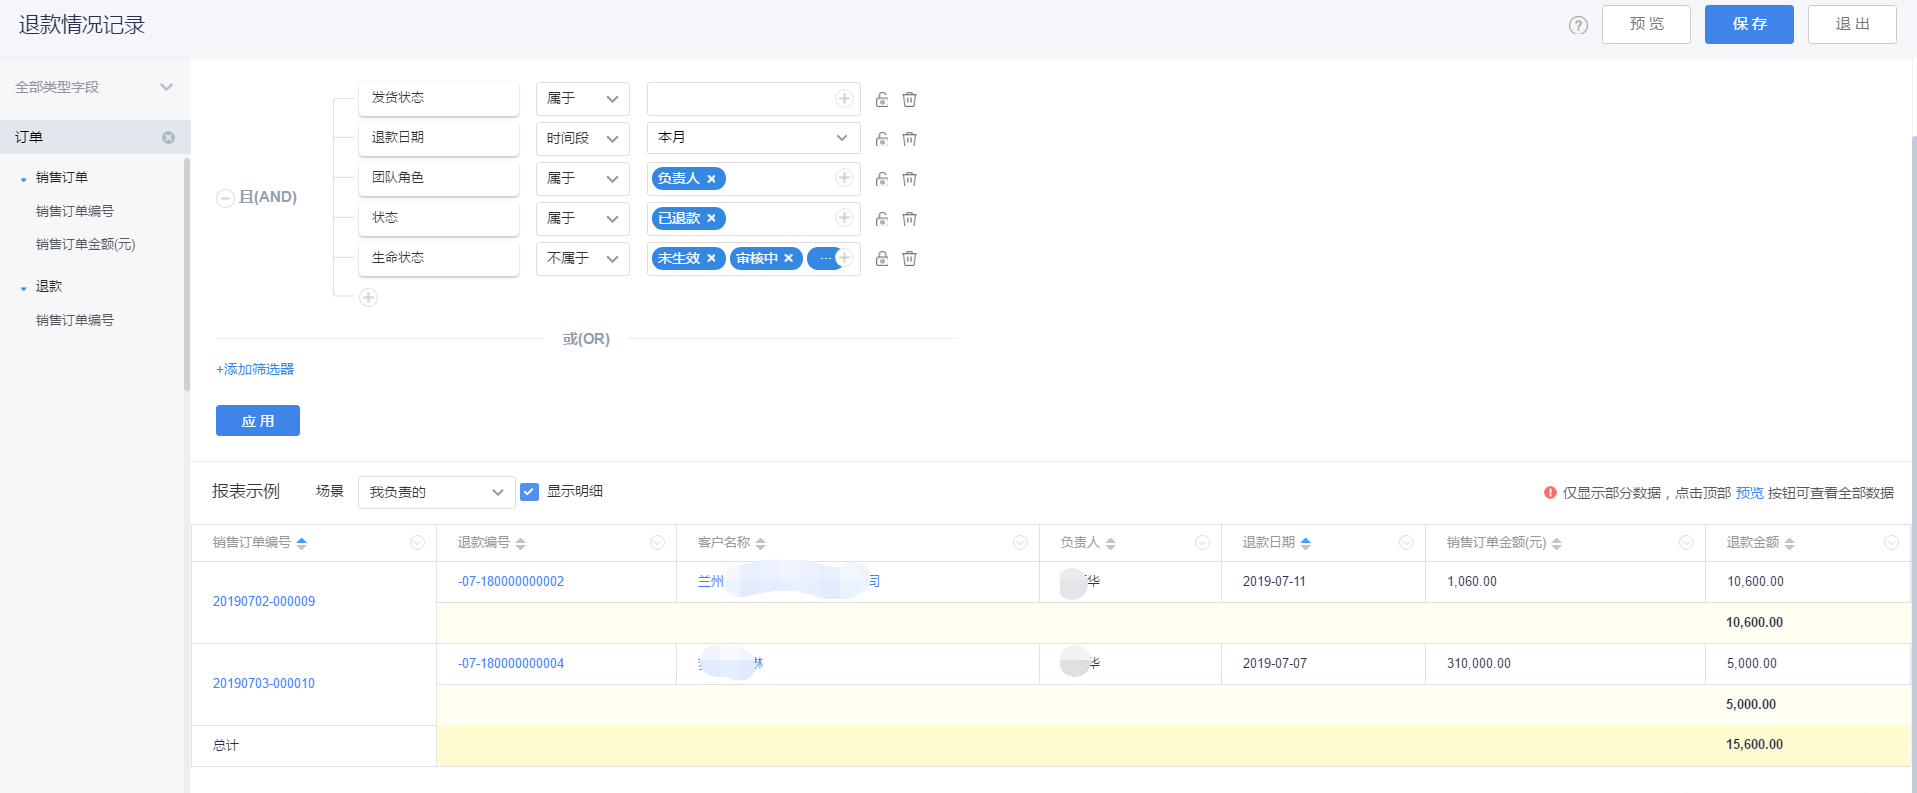 退款情况记录
预 览
保 存
退 出
全部类型字段
订单
销售订单
销售订单编号
销售订单金额(元)
退款
销售订单编号
且(AND)
发货状态 属于
退款日期 时间段 本月
团队角色 属于 负责人
状态 属于 已退款
生命状态 不属于 未生效 审核中 ...
或(OR)
+添加筛选器
应 用
报表示例 场景 我负责的 显示明细 仅显示部分数据，点击顶部 预览 按钮可查看全部数据
销售订单编号 退款编号 客户名称 负责人 退款日期 销售订单金额(元) 退款金额
20190702-000009 -07-180000000002 兰州 司 华 2019-07-11 1,060.00 10,600.00
10,600.00
20190703-000010 -07-180000000004 华 2019-07-07 310,000.00 5,000.00
5,000.00
总计 15,600.00